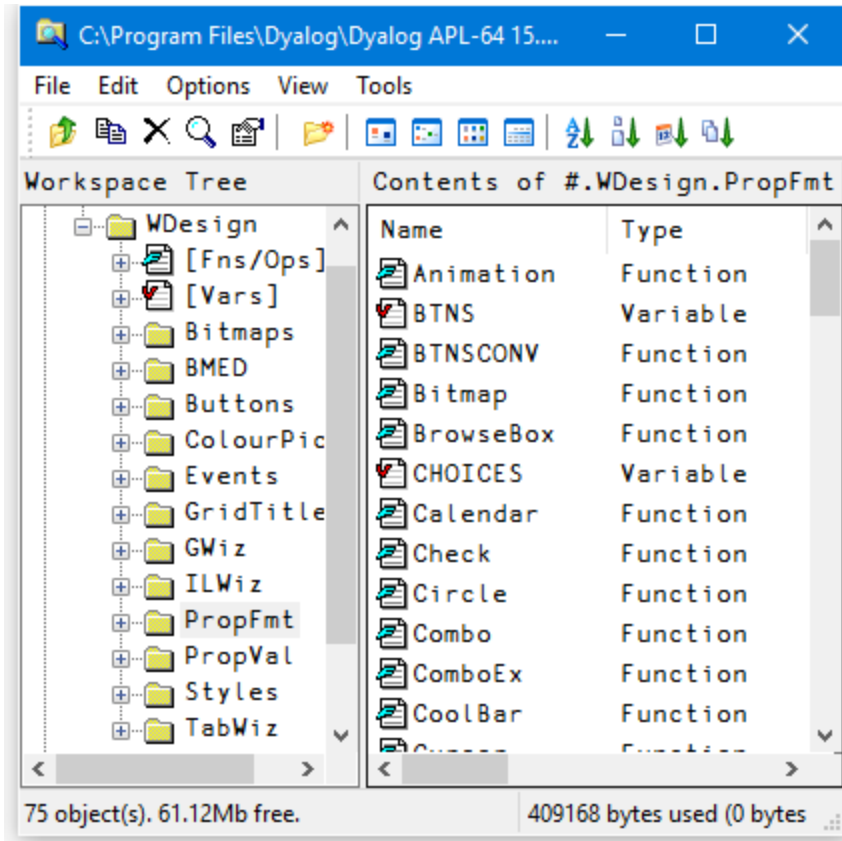 C:\Program Files\Dyalog\Dyalog APL-64 15....
File Edit Options View Tools
Workspace Tree
WDesign
[Fns/Ops]
[Vars]
Bitmaps
BMED
Buttons
ColourPic
Events
GridTitle
GWiz
ILWiz
PropFmt
PropVal
Styles
TabWiz
Contents of #.WDesign.PropFmt
Name Type
Animation Function
BTNS Variable
BTNSCONV Function
Bitmap Function
BrowseBox Function
CHOICES Variable
Calendar Function
Check Function
Circle Function
Combo Function
ComboEx Function
CoolBar Function
75 object(s). 61.12Mb free.
409168 bytes used (0 bytes